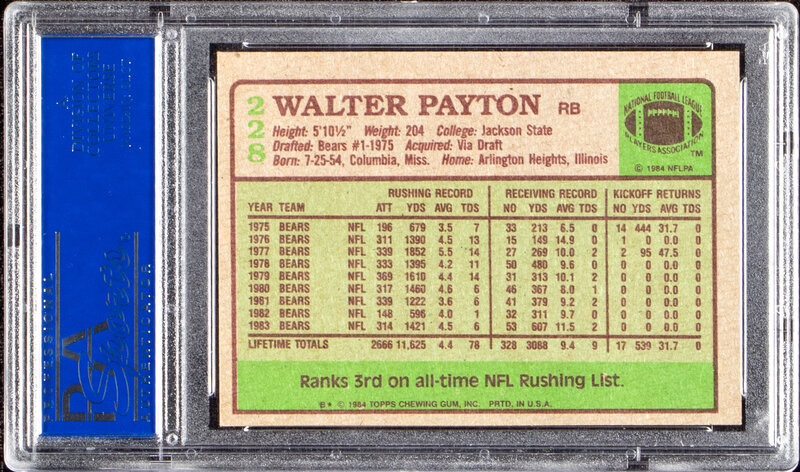 A
DIVISION OF
COLLECTORS
UNIVERSE
PROFESSIONAL
PSA
Sports
AUTHENTICATOR
228
WALTER PAYTON RB
Height: 5'10½" Weight: 204 College: Jackson State
Drafted: Bears #1-1975 Acquired: Via Draft
Born: 7-25-54, Columbia, Miss. Home: Arlington Heights, Illinois
NATIONAL FOOTBALL LEAGUE
PLAYERS ASSOCIATION
TM
© 1984 NFLPA
RUSHING RECORD RECEIVING RECORD KICKOFF RETURNS
YEAR TEAM ATT YDS AVG TDS NO YDS AVG TDS NO YDS AVG TDS
1975 BEARS NFL 196 679 3.5 7 33 213 6.5 0 14 444 31.7 0
1976 BEARS NFL 311 1390 4.5 13 15 149 14.9 0 1 0 0 0
1977 BEARS NFL 339 1852 5.5 14 27 269 10.0 2 2 95 47.5 0
1978 BEARS NFL 333 1395 4.2 11 50 480 9.6 0 0 0 0 0
1979 BEARS NFL 369 1610 4.4 14 31 313 10.1 2 0 0 0 0
1980 BEARS NFL 317 1460 4.6 6 46 367 8.0 1 0 0 0 0
1981 BEARS NFL 339 1222 3.6 6 41 379 9.2 2 0 0 0 0
1982 BEARS NFL 148 596 4.0 1 32 311 9.7 0 0 0 0 0
1983 BEARS NFL 314 1421 4.5 6 53 607 11.5 2 0 0 0 0
LIFETIME TOTALS 2666 11,625 4.4 78 328 3088 9.4 9 17 539 31.7 0
Ranks 3rd on all-time NFL Rushing List.
B★ © 1984 TOPPS CHEWING GUM, INC. PRTD. IN U.S.A.